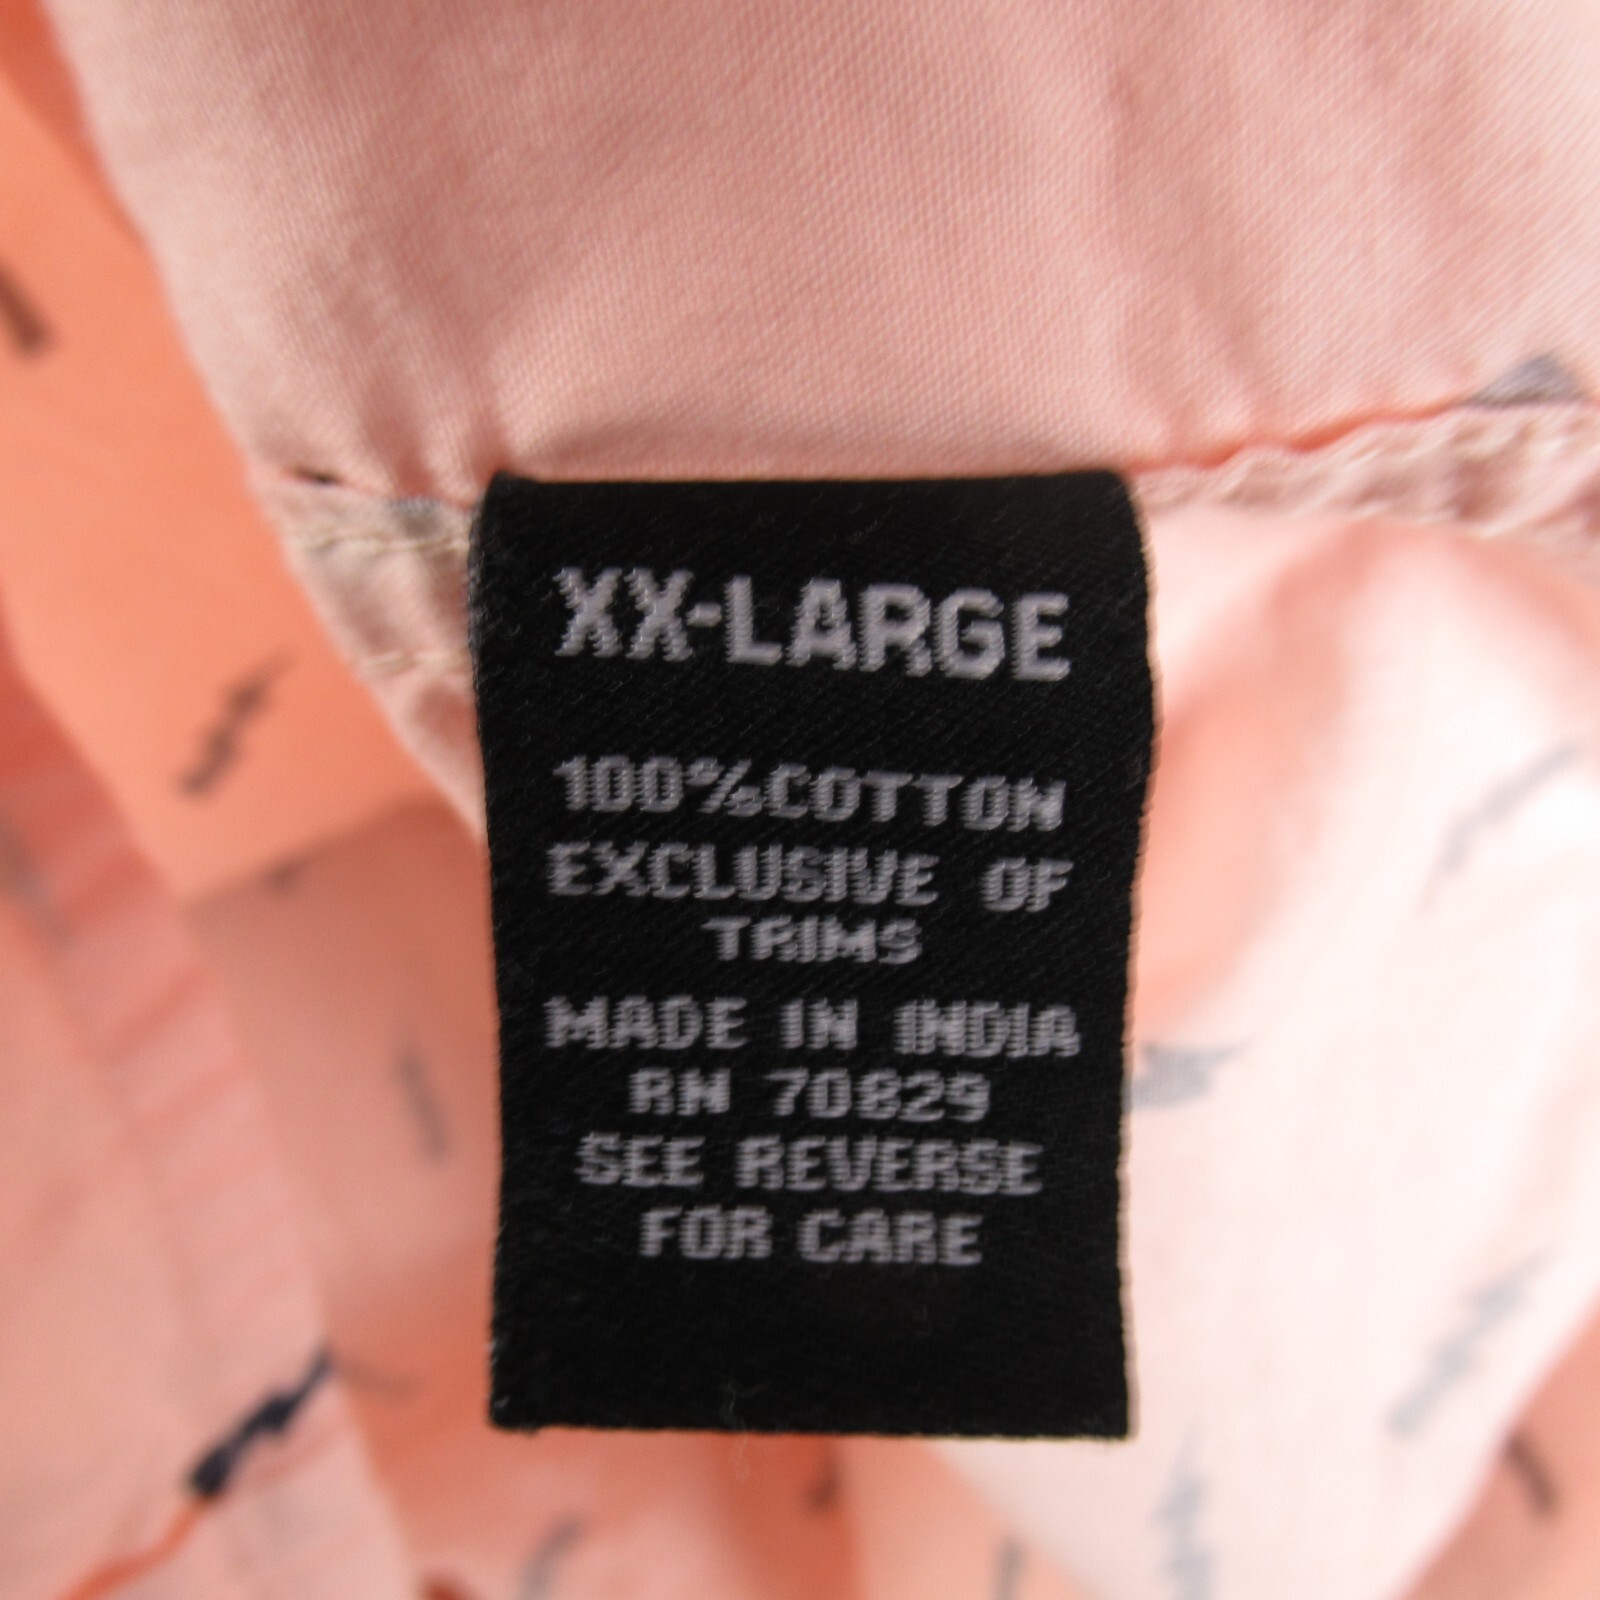 XX-LARGE
100%COTTON
EXCLUSIVE OF
TRIMS
MADE IN INDIA
RN 70829
SEE REVERSE
FOR CARE